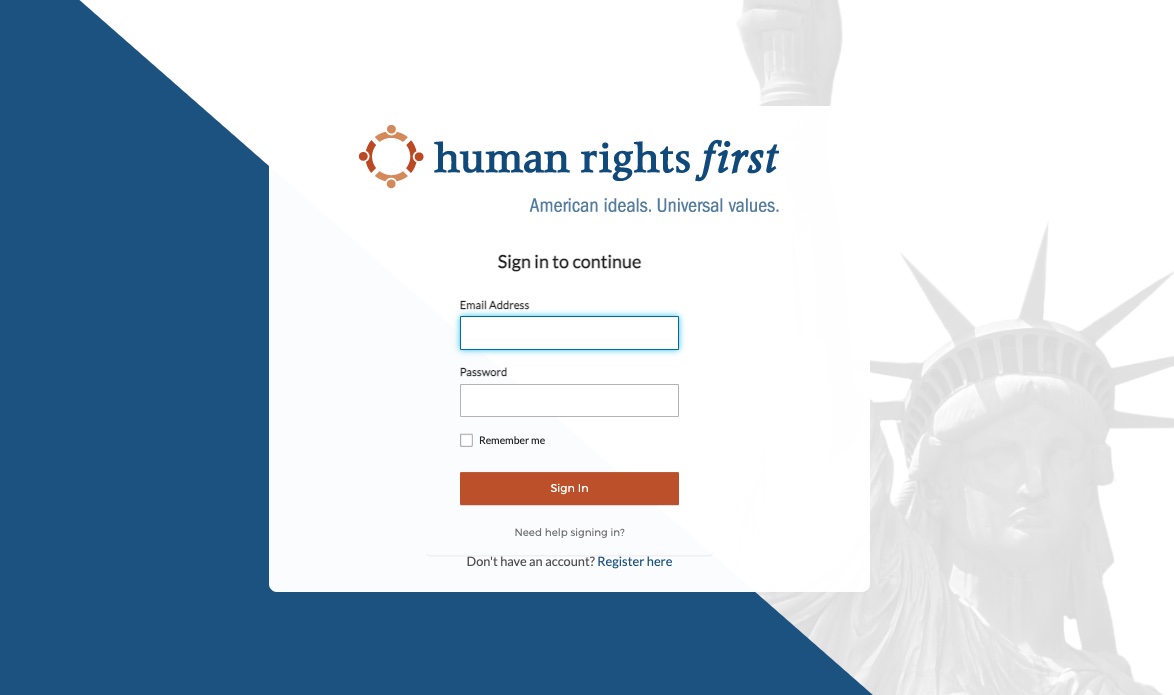 human rights first
American ideals. Universal values.
Sign in to continue
Email Address
Password
Remember me
Sign In
Need help signing in?
Don't have an account? Register here